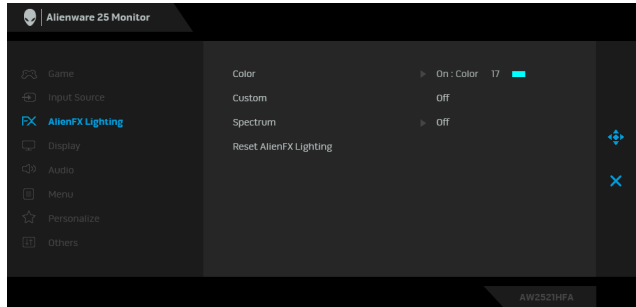 Alienware 25 Monitor
Game
Input Source
FX AlienFX Lighting
Display
Audio
Menu
Personalize
Others
Color On : Color 17
Custom Off
Spectrum Off
Reset AlienFX Lighting
AW2521HFA